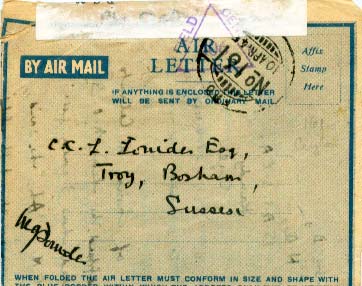 AIR
LETTER
Affix
Stamp
Here
BY AIR MAIL
IF ANYTHING IS ENCLOSED THIS LETTER
WILL BE SENT BY ORDINARY MAIL.
Ionides Esq,
Troy, Bosham,
Sussex
WHEN FOLDED THE AIR LETTER MUST CONFORM IN SIZE AND SHAPE WITH